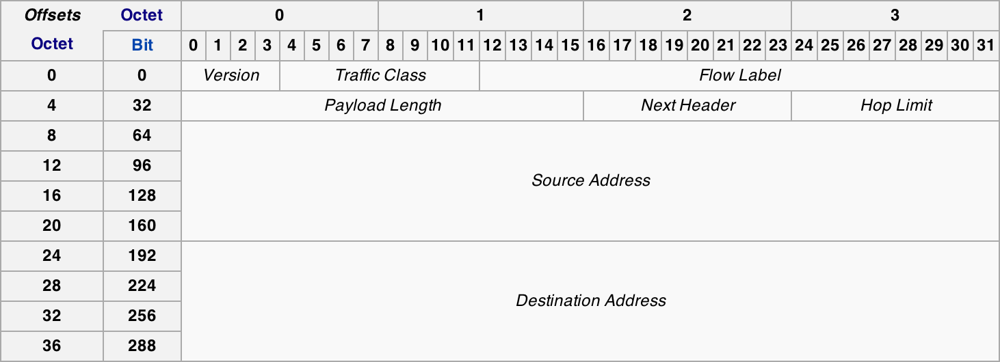 Offsets Octet 0 1 2 3
Octet Bit 0 1 2 3 4 5 6 7 8 9 10 11 12 13 14 15 16 17 18 19 20 21 22 23 24 25 26 27 28 29 30 31
0 0 Version Traffic Class Flow Label
4 32 Payload Length Next Header Hop Limit
8 64
12 96
Source Address
16 128
20 160
24 192
28 224
Destination Address
32 256
36 288